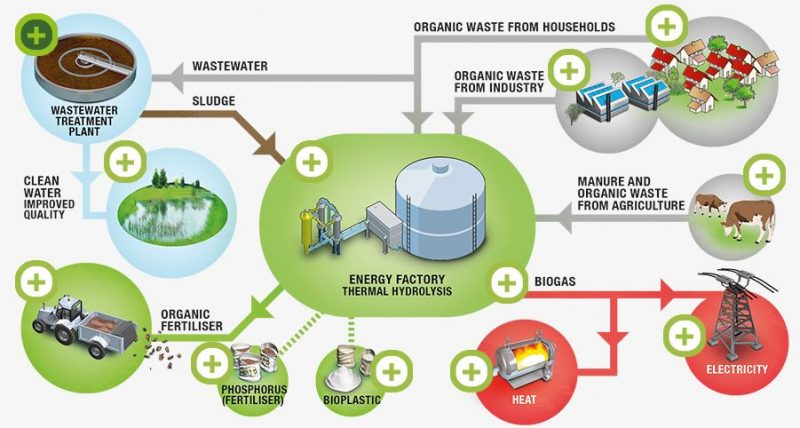 ORGANIC WASTE FROM HOUSEHOLDS
WASTEWATER
ORGANIC WASTE
FROM INDUSTRY
SLUDGE
WASTEWATER
TREATMENT
PLANT
CLEAN
WATER
IMPROVED
QUALITY
MANURE AND
ORGANIC WASTE
FROM AGRICULTURE
ENERGY FACTORY
THERMAL HYDROLYSIS
BIOGAS
ORGANIC
FERTILISER
PHOSPHORUS
(FERTILISER)
BIOPLASTIC
HEAT
ELECTRICITY